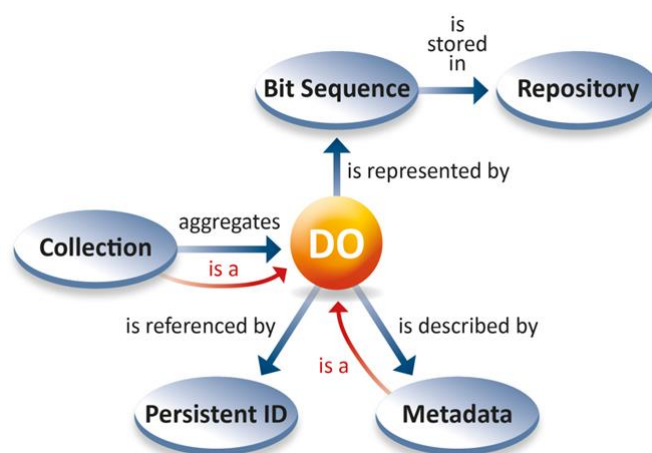 is
stored
in
Bit Sequence
Repository
is represented by
aggregates
DO
Collection
is a
is referenced by
is described by
is a
Persistent ID
Metadata